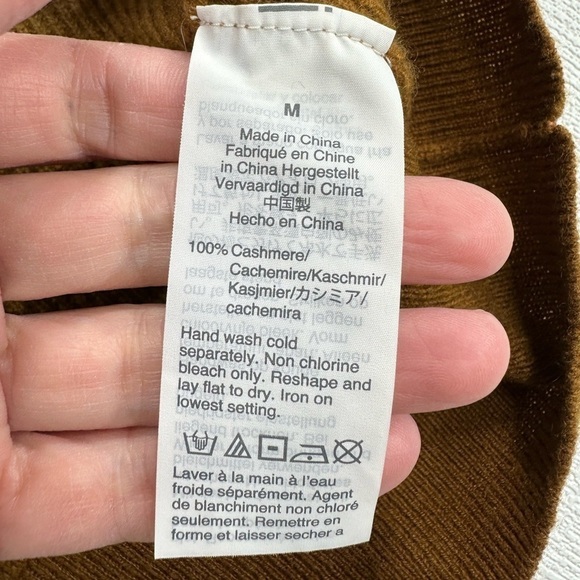 M
Made in China
Fabriqué en Chine
in China Hergestellt
Vervaardigd in China
中国製
Hecho en China
100% Cashmere/
Cachemire/Kaschmir/
Kasjmier/カシミア/
cachemira
Hand wash cold
separately. Non chlorine
bleach only. Reshape and
lay flat to dry. Iron on
lowest setting.
Laver à la main à l'eau
froide séparément. Agent
de blanchiment non chloré
seulement. Remettre en
forme et laisser secher a